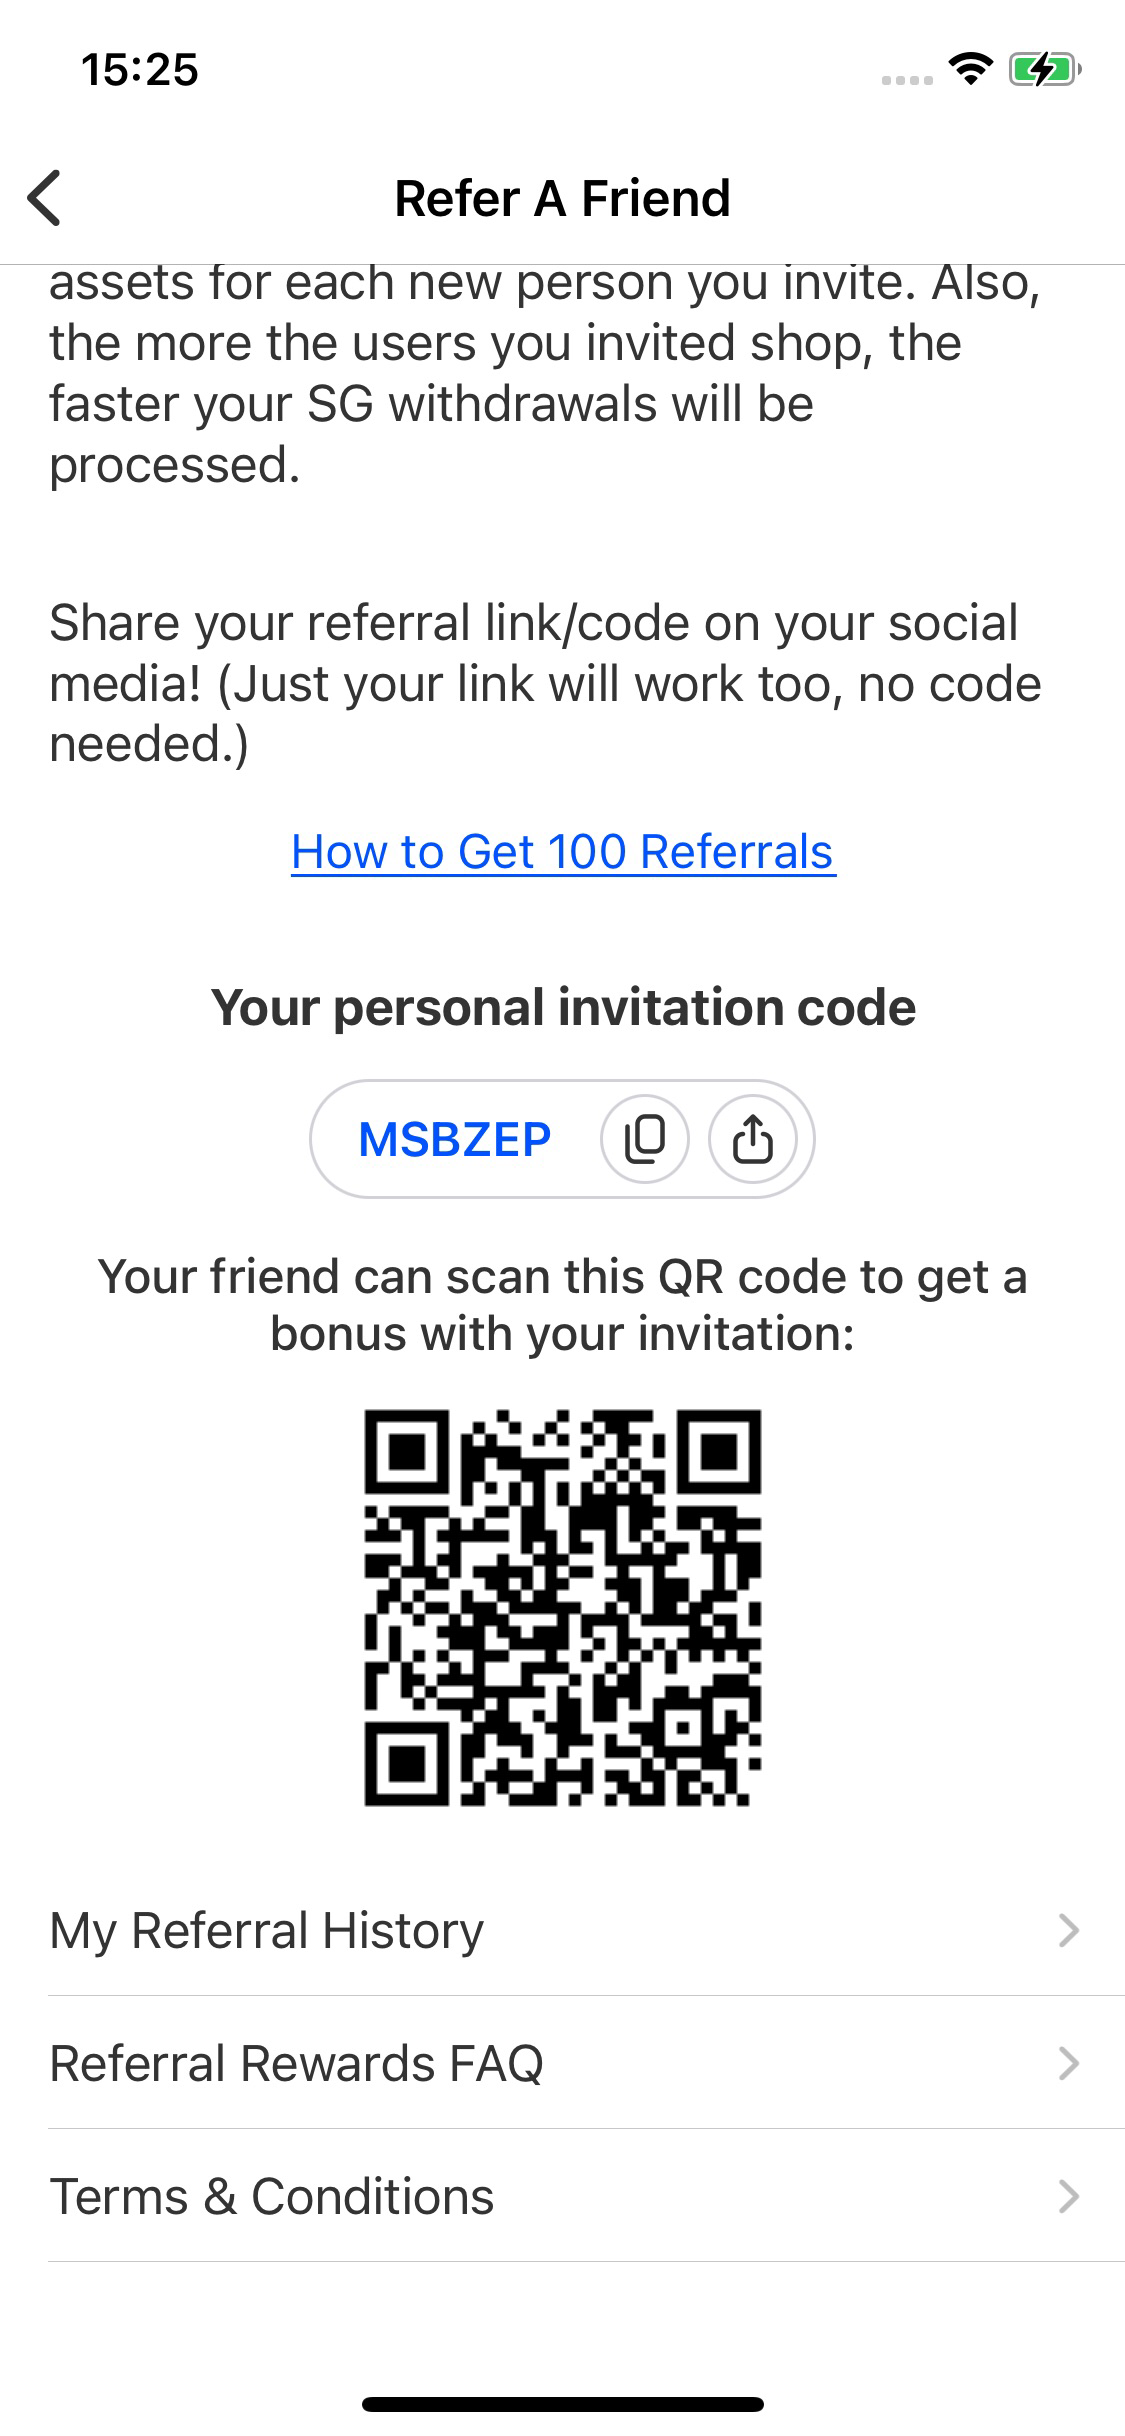 15:25
Refer A Friend
assets for each new person you invite. Also,
the more the users you invited shop, the
faster your SG withdrawals will be
processed.
Share your referral link/code on your social
media! (Just your link will work too, no code
needed.)
How to Get 100 Referrals
Your personal invitation code
MSBZEP
Your friend can scan this QR code to get a
bonus with your invitation:
My Referral History
Referral Rewards FAQ
Terms & Conditions